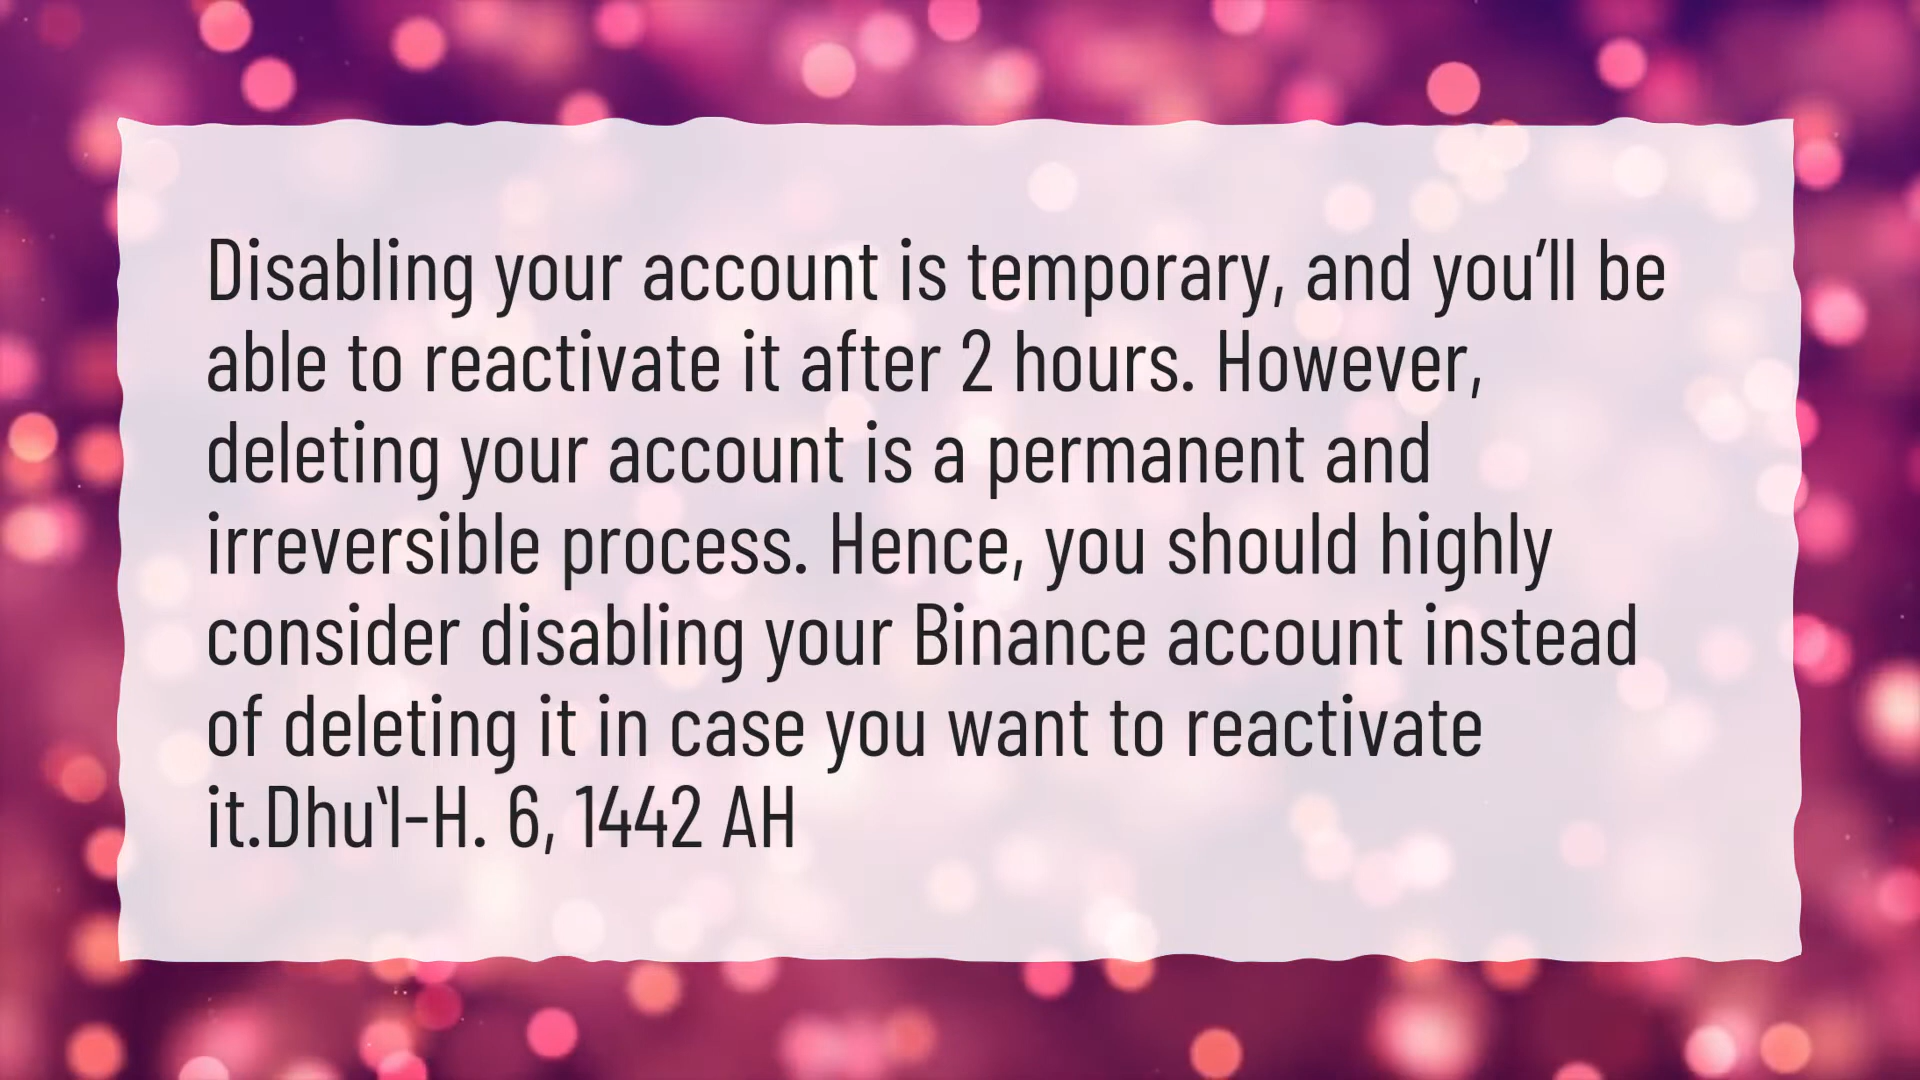 Disabling your account is temporary, and you’ll be
able to reactivate it after 2 hours. However,
deleting your account is a permanent and
irreversible process. Hence, you should highly
consider disabling your Binance account instead
of deleting it in case you want to reactivate
it.Dhuʻl-H. 6, 1442 AH